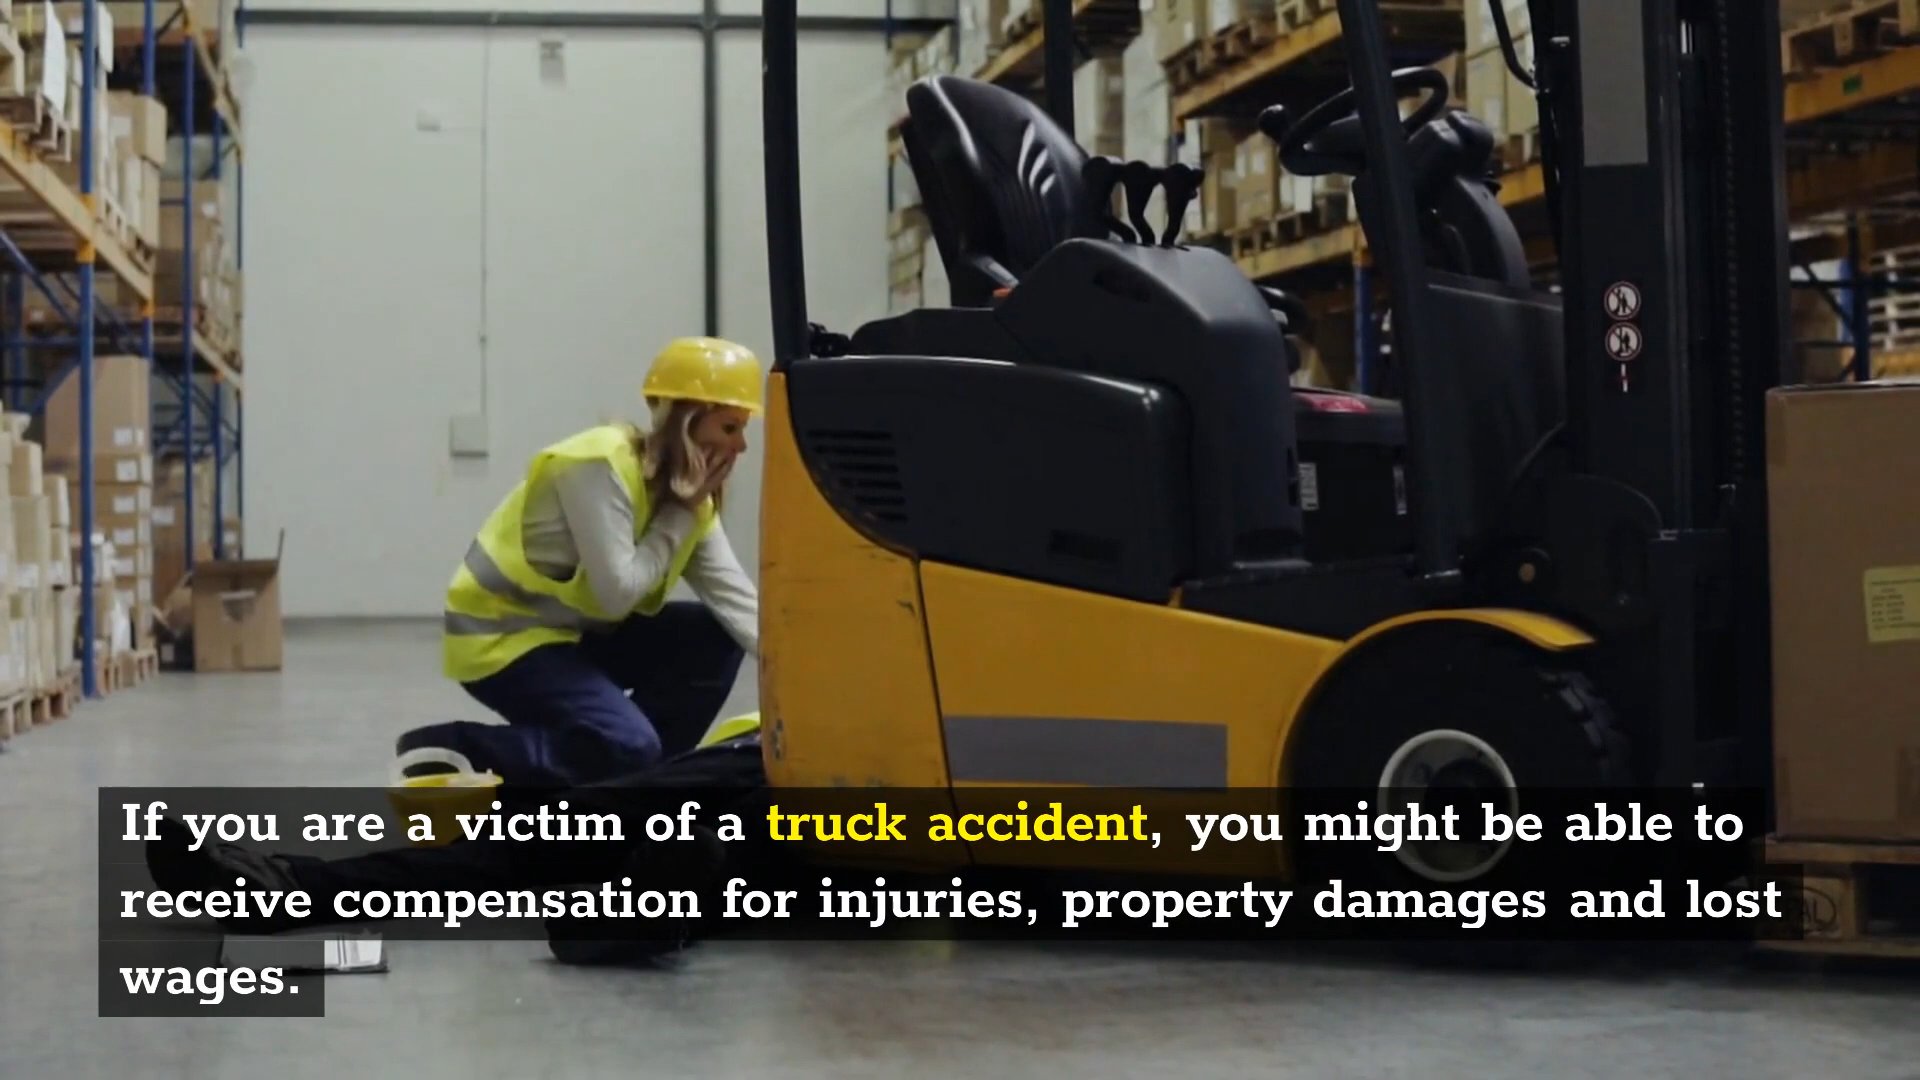 If you are a victim of a truck accident, you might be able to
receive compensation for injuries, property damages and lost
wages.